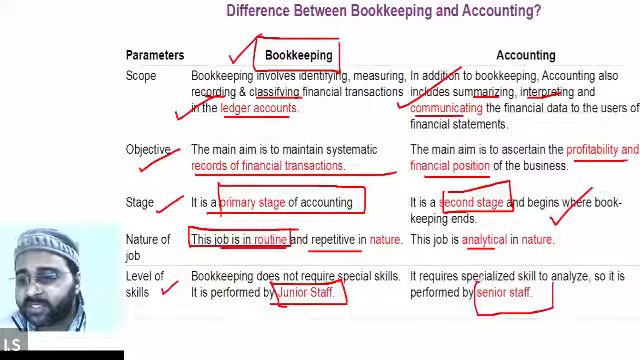 Difference Between Bookkeeping and Accounting?
Parameters Bookkeeping Accounting
Scope Bookkeeping involves identifying, measuring, In addition to bookkeeping, Accounting also
recording & classifying financial transactions includes summarizing, interpreting and
in the ledger accounts. communicating the financial data to the users of
financial statements.
Objective The main aim is to maintain systematic The main aim is to ascertain the profitability and
records of financial transactions. financial position of the business.
Stage It is a primary stage of accounting It is a second stage and begins where book-
keeping ends.
Nature of This job is in routine and repetitive in nature. This job is analytical in nature.
job
Level of Bookkeeping does not require special skills. It requires specialized skill to analyze, so it is
skills It is performed by Junior Staff. performed by senior staff.
I.S